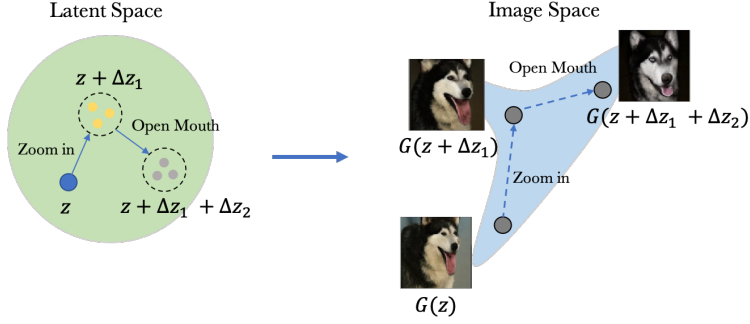 Latent Space
z + Δz₁
Open Mouth
Zoom in
z
z + Δz₁ + Δz₂
Image Space
Open Mouth
G(z + Δz₁ + Δz₂)
G(z + Δz₁)
Zoom in
G(z)